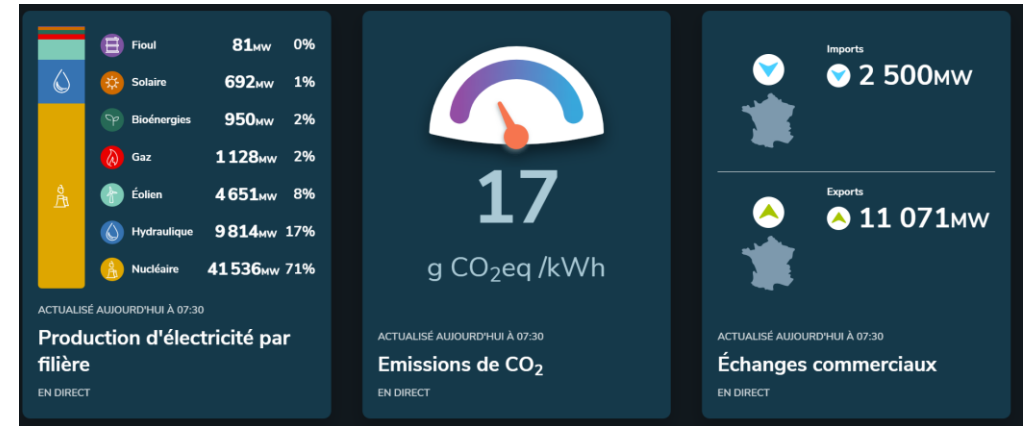 Fioul 81MW 0%
Solaire 692MW 1%
Bioénergies 950MW 2%
Gaz 1 128MW 2%
Éolien 4 651MW 8%
Hydraulique 9 814MW 17%
Nucléaire 41 536MW 71%
ACTUALISÉ AUJOURD'HUI À 07:30
Production d'électricité par
filière
EN DIRECT
17
g CO₂eq /kWh
ACTUALISÉ AUJOURD'HUI À 07:30
Emissions de CO₂
EN DIRECT
Imports
2 500MW
Exports
11 071MW
ACTUALISÉ AUJOURD'HUI À 07:30
Échanges commerciaux
EN DIRECT